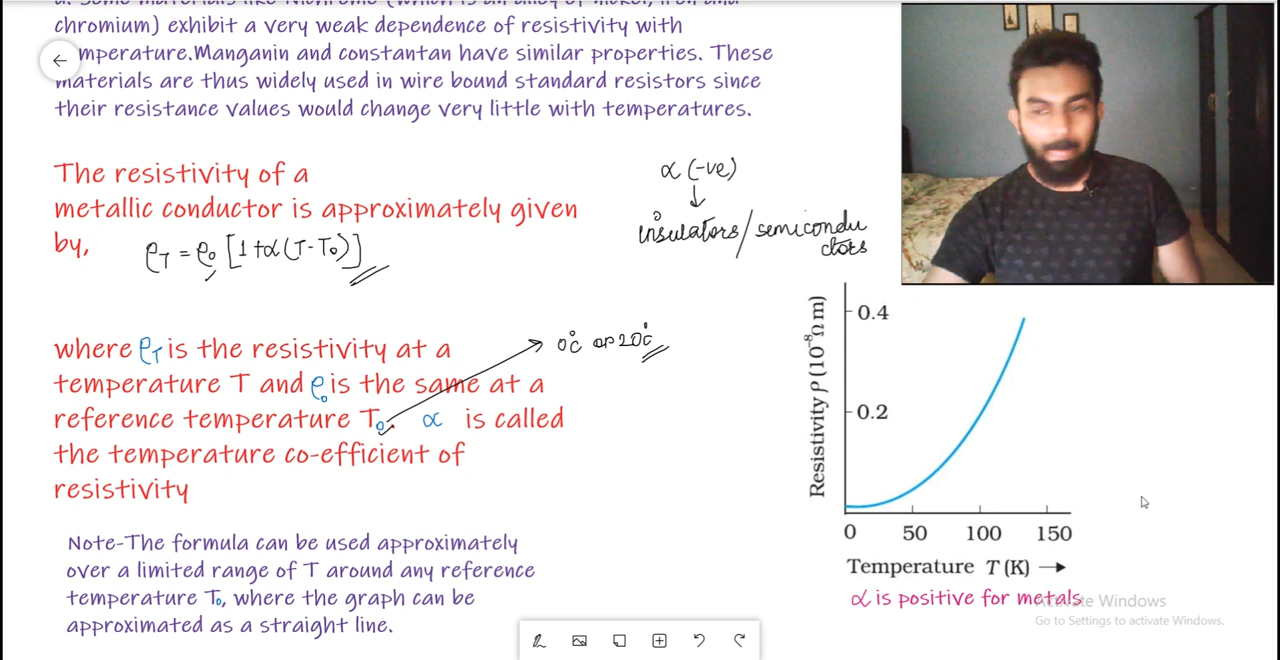 chromium) exhibit a very weak dependence of resistivity with
mperature.Manganin and constantan have similar properties. These
materials are thus widely used in wire bound standard resistors since
their resistance values would change very little with temperatures.
The resistivity of a
metallic conductor is approximately given
by,
ρT = ρ₀ [1+α(T-T₀)]
α (-ve)
↓
insulators/semicondu
ctors
where ρT is the resistivity at a
temperature T and ρ₀ is the same at a
reference temperature T₀. α is called
the temperature co-efficient of
resistivity
0°C or 20°C
Note-The formula can be used approximately
over a limited range of T around any reference
temperature T₀, where the graph can be
approximated as a straight line.
Resistivity ρ (10⁻⁸Ω m)
0.4
0.2
0 50 100 150
Temperature T (K) →
α is positive for metals
Activate Windows
Go to Settings to activate Windows.